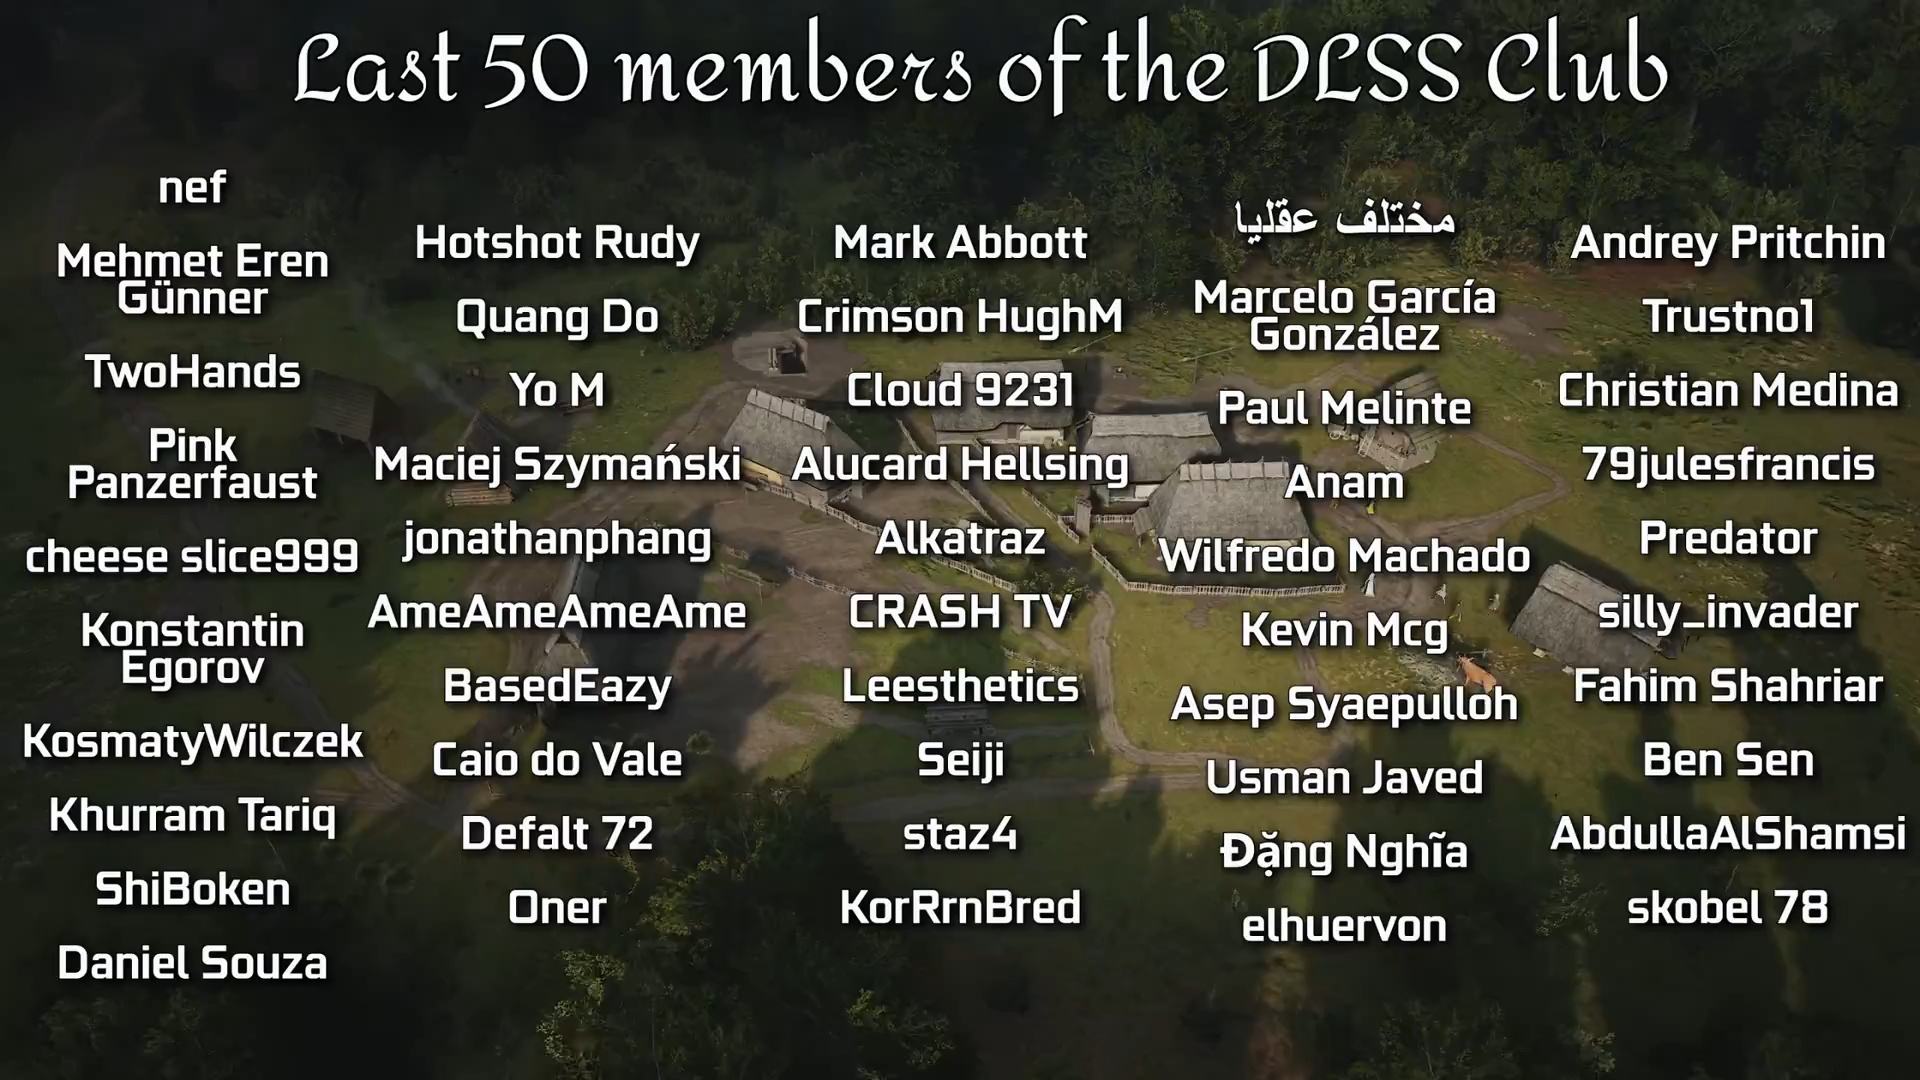 Last 50 members of the DLSS Club
nef
Mehmet Eren
Günner
TwoHands
Pink
Panzerfaust
cheese slice999
Konstantin
Egorov
KosmatyWilczek
Khurram Tariq
ShiBoken
Daniel Souza
Hotshot Rudy
Quang Do
Yo M
Maciej Szymański
jonathanphang
AmeAmeAmeAme
BasedEazy
Caio do Vale
Defalt 72
Oner
Mark Abbott
Crimson HughM
Cloud 9231
Alucard Hellsing
Alkatraz
CRASH TV
Leesthetics
Seiji
staz4
KorRrnBred
مختلف عقليا
Marcelo García
González
Paul Melinte
Anam
Wilfredo Machado
Kevin Mcg
Asep Syaepulloh
Usman Javed
Đặng Nghĩa
elhuervon
Andrey Pritchin
Trustno1
Christian Medina
79julesfrancis
Predator
silly_invader
Fahim Shahriar
Ben Sen
AbdullaAlShamsi
skobel 78